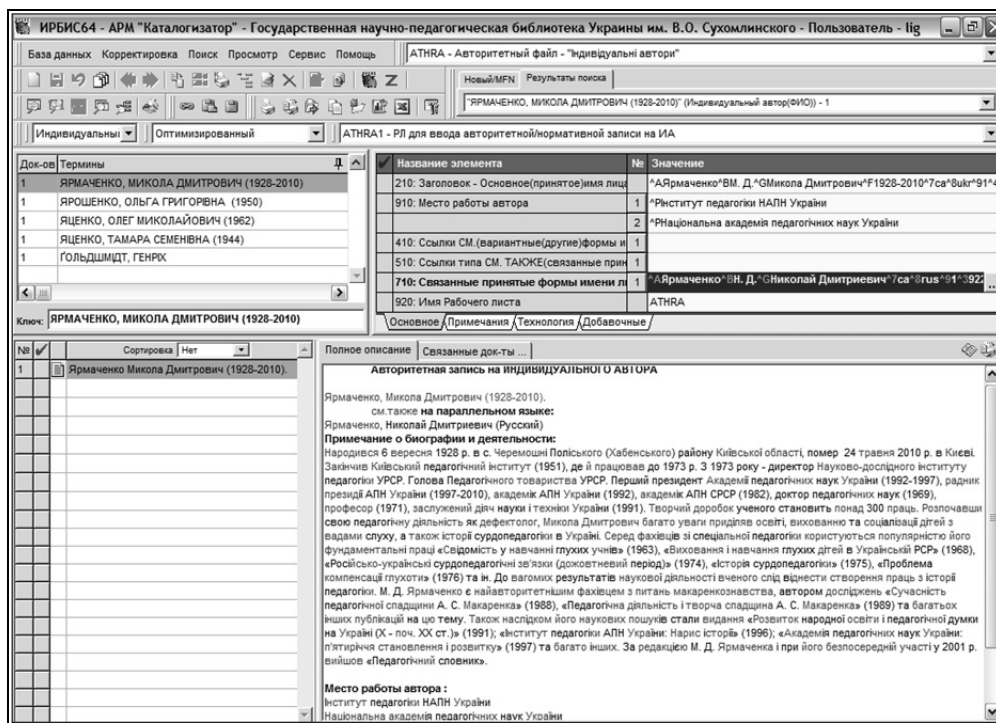 ИРБИС64 - АРМ "Каталогизатор" - Государственная научно-педагогическая библиотека Украины им. В.О. Сухомлинского - Пользователь - lig
База данных Корректировка Поиск Просмотр Сервис Помощь
ATHRA - Авторитетный файл - "Індивідуальні автори"
Новый/MFN Результаты поиска
"ЯРМАЧЕНКО, МИКОЛА ДМИТРОВИЧ (1928-2010)" (Индивидуальный автор(ФИО)) - 1
Индивидуальны Оптимизированный ATHRA1 - РЛ для ввода авторитетной/нормативной записи на ИА
Док-ов Термины
1 ЯРМАЧЕНКО, МИКОЛА ДМИТРОВИЧ (1928-2010)
1 ЯРОШЕНКО, ОЛЬГА ГРИГОРІВНА (1950)
1 ЯЦЕНКО, ОЛЕГ МИКОЛАЙОВИЧ (1962)
1 ЯЦЕНКО, ТАМАРА СЕМЕНІВНА (1944)
1 ҐОЛЬДШМІДТ, ГЕНРІХ
Ключ: ЯРМАЧЕНКО, МИКОЛА ДМИТРОВИЧ (1928-2010)
Название элемента № Значение
210: Заголовок - Основное(принятое)имя лица ^AЯрмаченко^BМ. Д.^GМикола Дмитрович^F1928-2010^7ca^8ukr^91^4
910: Место работы автора 1 ^PІнститут педагогіки НАПН України
2 ^PНаціональна академія педагогічних наук України
410: Ссылки СМ.(вариантные(другие)формы и 1
510: Ссылки типа СМ. ТАКЖЕ(связанные прин 1
710: Связанные принятые формы имени л 1 ^AЯрмаченко^BН. Д.^GНиколай Дмитриевич^7ca^8rus^91^3922 ...
920: Имя Рабочего листа ATHRA
Основное Примечания Технология Добавочные
№ Сортировка Нет
1 Ярмаченко Микола Дмитрович (1928-2010).
Полное описание Связанные док-ты ...
Авторитетная запись на ИНДИВИДУАЛЬНОГО АВТОРА
Ярмаченко, Микола Дмитрович (1928-2010).
см.также на параллельном языке:
Ярмаченко, Николай Дмитриевич (Русский)
Примечание о биографии и деятельности:
Народився 6 вересня 1928 р. в с. Черемошні Поліського (Хабенського) району Київської області, помер 24 травня 2010 р. в Києві.
Закінчив Київський педагогічний інститут (1951), де й працював до 1973 р. З 1973 року - директор Науково-дослідного інституту
педагогіки УРСР. Голова Педагогічного товариства УРСР. Перший президент Академії педагогічних наук України (1992-1997), радник
президії АПН України (1997-2010), академік АПН України (1992), академік АПН СРСР (1982), доктор педагогічних наук (1969),
професор (1971), заслужений діяч науки і техніки України (1991). Творчий доробок ученого становить понад 300 праць. Розпочавши
свою педагогічну діяльність як дефектолог, Микола Дмитрович багато уваги приділяв освіті, вихованню та соціалізації дітей з
вадами слуху, а також історії сурдопедагогіки в Україні. Серед фахівців зі спеціальної педагогіки користуються популярністю його
фундаментальні праці «Свідомість у навчанні глухих учнів» (1963), «Виховання і навчання глухих дітей в Українській РСР» (1968),
«Російсько-українські сурдопедагогічні зв'язки (дожовтневий період)» (1974), «Історія сурдопедагогіки» (1975), «Проблема
компенсації глухоти» (1976) та ін. До вагомих результатів наукової діяльності вченого слід віднести створення праць з історії
педагогіки. М. Д. Ярмаченко є найавторитетнішим фахівцем з питань макаренкознавства, автором досліджень «Сучасність
педагогічної спадщини А. С. Макаренка» (1988), «Педагогічна діяльність і творча спадщина А. С. Макаренка» (1989) та багатьох
інших публікацій на цю тему. Також наслідком його наукових пошуків стали видання «Розвиток народної освіти і педагогічної думки
на Україні (X - поч. XX ст.)» (1991); «Інститут педагогіки АПН України: Нарис історії» (1996); «Академія педагогічних наук України:
п'ятиріччя становлення і розвитку» (1997) та багато інших. За редакцією М. Д. Ярмаченка і при його безпосередній участі у 2001 р.
вийшов «Педагогічний словник».
Место работы автора :
Інститут педагогіки НАПН України
Національна академія педагогічних наук України